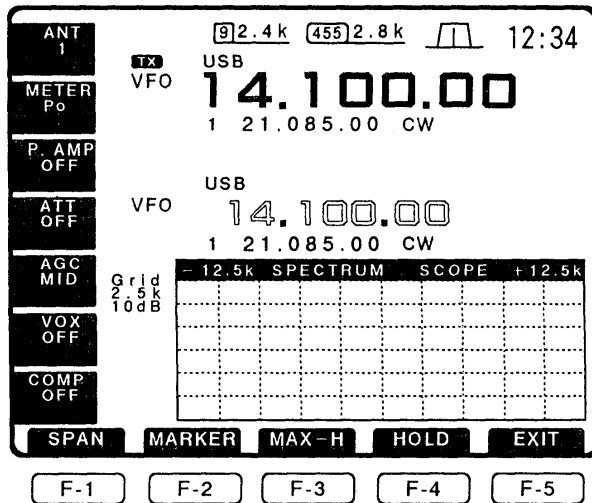 ANT
1
METER
Po
P. AMP
OFF
ATT
OFF
AGC
MID
VOX
OFF
COMP
OFF
9 2.4k 455 2.8k 12:34
TX
VFO
USB
14.100.00
1 21.085.00 CW
USB
VFO
14.100.00
1 21.085.00 CW
Grid
2.5k
10dB
-12.5k SPECTRUM SCOPE +12.5k
SPAN MARKER MAX-H HOLD EXIT
F-1 F-2 F-3 F-4 F-5